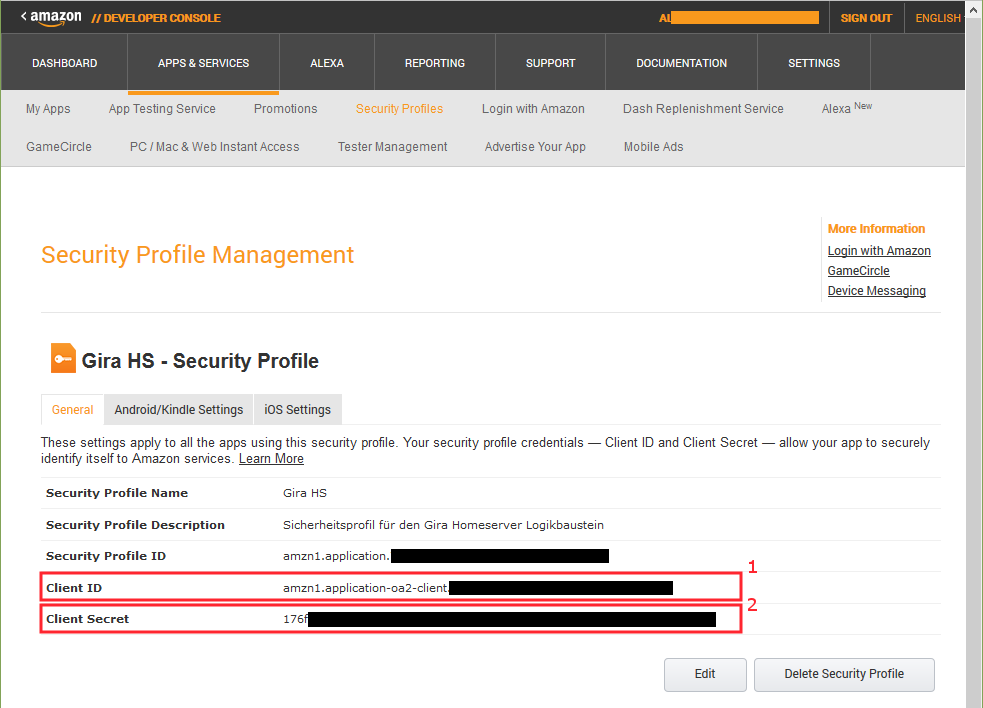 < amazon // DEVELOPER CONSOLE AL SIGN OUT ENGLISH
DASHBOARD APPS & SERVICES ALEXA REPORTING SUPPORT DOCUMENTATION SETTINGS
My Apps App Testing Service Promotions Security Profiles Login with Amazon Dash Replenishment Service Alexa New
GameCircle PC / Mac & Web Instant Access Tester Management Advertise Your App Mobile Ads
More Information
Login with Amazon
GameCircle
Device Messaging
Security Profile Management
Gira HS - Security Profile
General Android/Kindle Settings iOS Settings
These settings apply to all the apps using this security profile. Your security profile credentials — Client ID and Client Secret — allow your app to securely
identify itself to Amazon services. Learn More
Security Profile Name Gira HS
Security Profile Description Sicherheitsprofil für den Gira Homeserver Logikbaustein
Security Profile ID amzn1.application.
1
Client ID amzn1.application-oa2-client.
2
Client Secret 176f
Edit Delete Security Profile